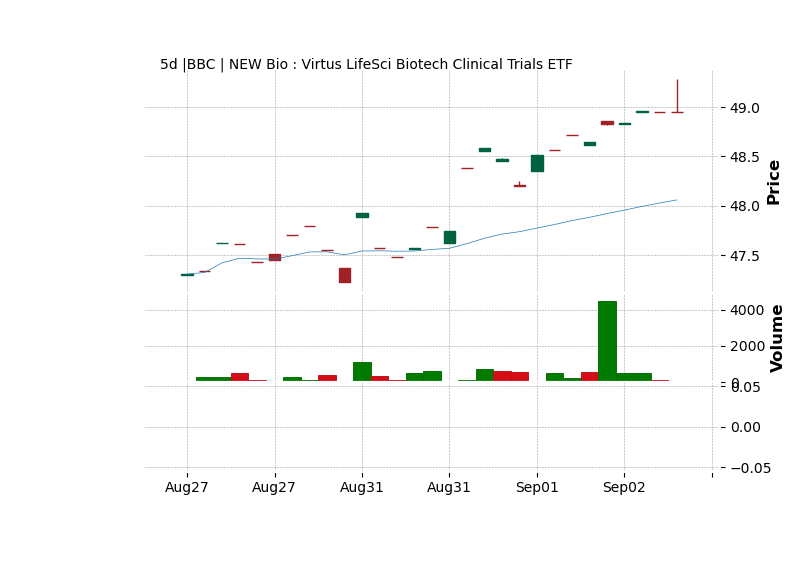 5d |BBC | NEW Bio : Virtus LifeSci Biotech Clinical Trials ETF
49.0
48.5
48.0
47.5
Price
4000
2000
0
Volume
0.05
0.00
−0.05
Aug27 Aug27 Aug31 Aug31 Sep01 Sep02